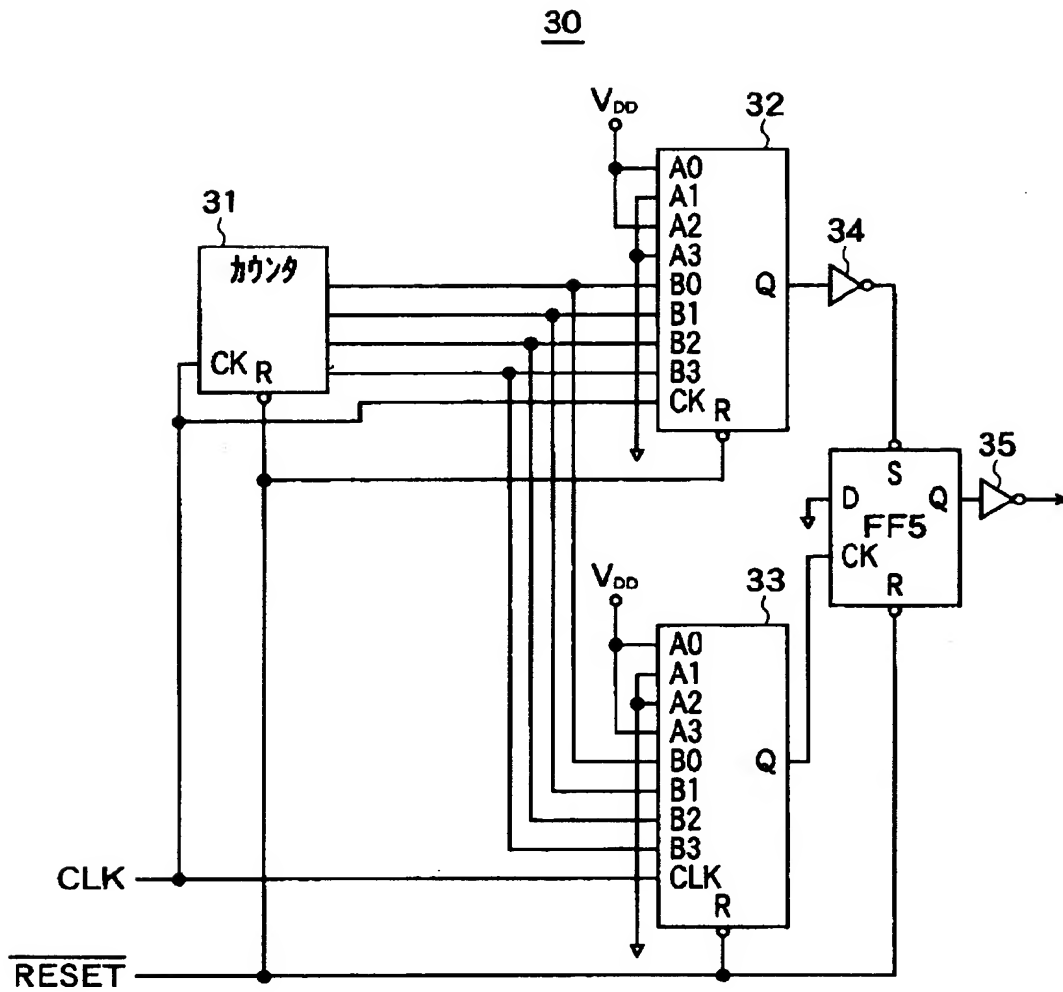 30
VDD
32
A0
A1
A2
A3
B0
B1
B2
B3
CK
R
Q
31
カウンタ
CK
R
34
S
D
Q
FF5
CK
R
35
VDD
33
A0
A1
A2
A3
B0
B1
B2
B3
CLK
R
Q
CLK
RESET